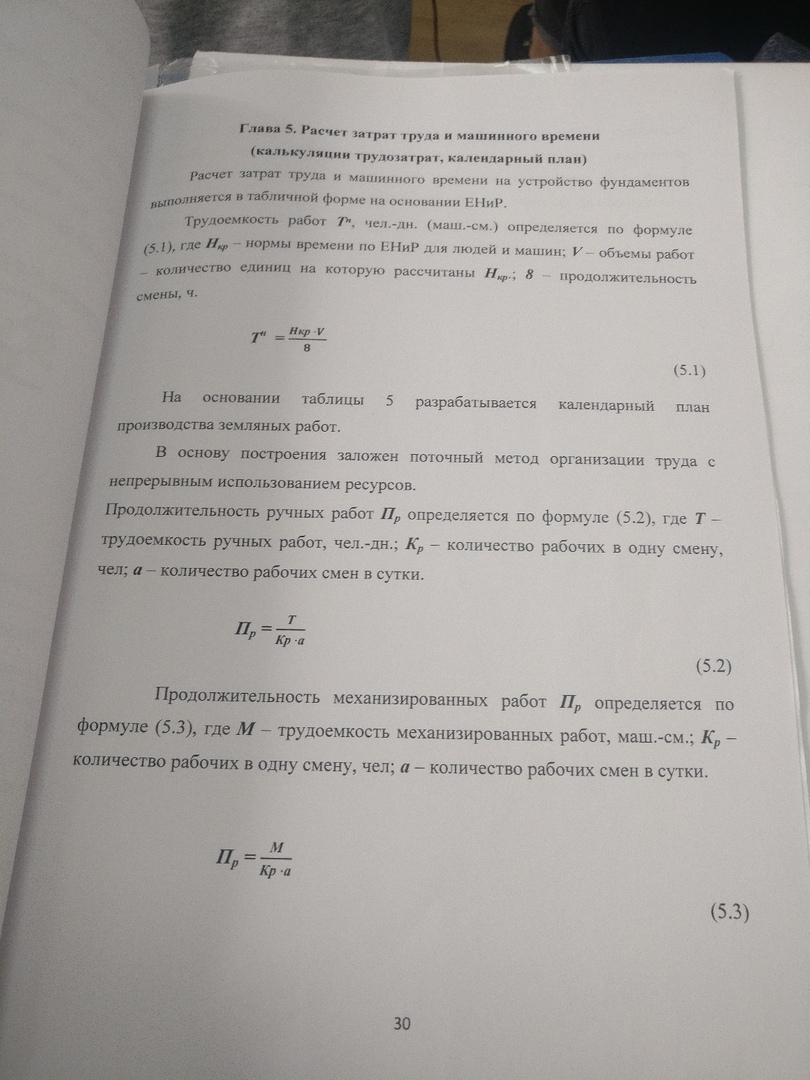 Глава 5. Расчет затрат труда и машинного времени
(калькуляции трудозатрат, календарный план)
Расчет затрат труда и машинного времени на устройство фундаментов
выполняется в табличной форме на основании ЕНиР.
Трудоемкость работ Тⁿ, чел.-дн. (маш.-см.) определяется по формуле
(5.1), где Нкр – нормы времени по ЕНиР для людей и машин; V – объемы работ
– количество единиц на которую рассчитаны Нкр.; 8 – продолжительность
смены, ч.
Тⁿ = Нкр ·V / 8
(5.1)
На основании таблицы 5 разрабатывается календарный план
производства земляных работ.
В основу построения заложен поточный метод организации труда с
непрерывным использованием ресурсов.
Продолжительность ручных работ Пр определяется по формуле (5.2), где Т –
трудоемкость ручных работ, чел.-дн.; Кр – количество рабочих в одну смену,
чел; а – количество рабочих смен в сутки.
Пр = Т / Кр ·а
(5.2)
Продолжительность механизированных работ Пр определяется по
формуле (5.3), где М – трудоемкость механизированных работ, маш.-см.; Кр –
количество рабочих в одну смену, чел; а – количество рабочих смен в сутки.
Пр = М / Кр ·а
(5.3)
30